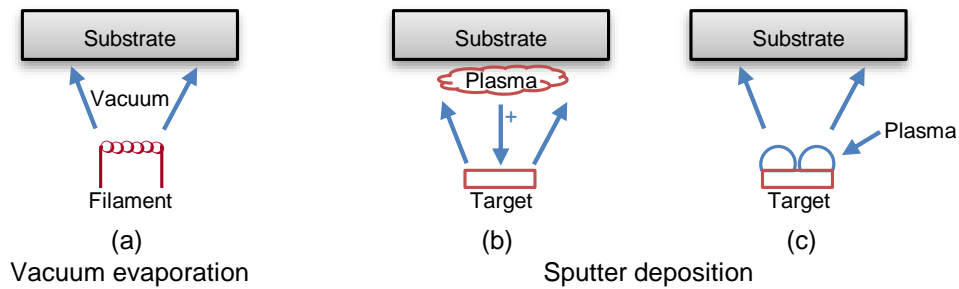 Substrate
Vacuum
Filament
(a)
Vacuum evaporation
Substrate
Plasma
+
Target
(b)
Substrate
Plasma
Target
(c)
Sputter deposition